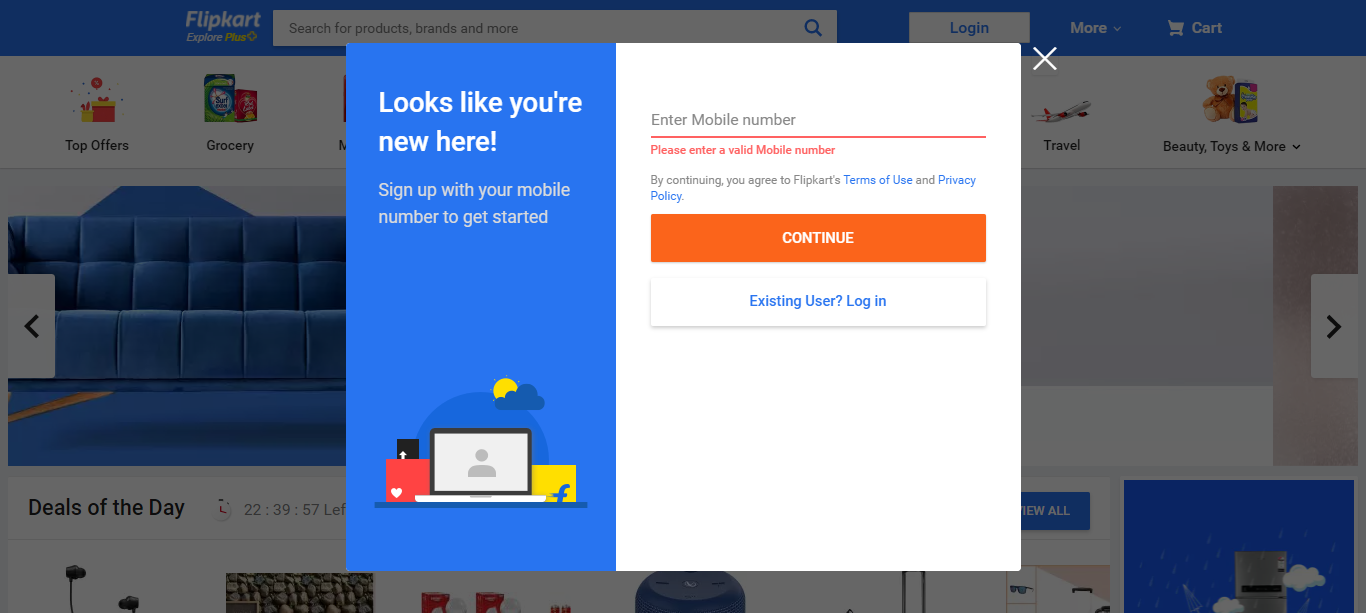 Flipkart
Explore Plus
Search for products, brands and more
Login
More
Cart
Top Offers
Grocery
Travel
Beauty, Toys & More
Looks like you're
new here!
Sign up with your mobile
number to get started
Enter Mobile number
Please enter a valid Mobile number
By continuing, you agree to Flipkart's Terms of Use and Privacy
Policy.
CONTINUE
Existing User? Log in
Deals of the Day
22 : 39 : 57 Lef
VIEW ALL